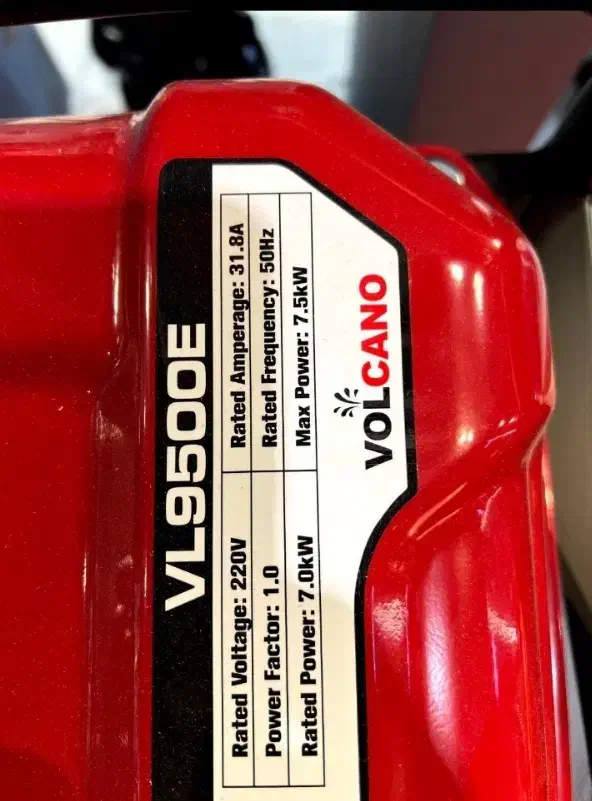 VL9500E
Rated Voltage: 220V Rated Amperage: 31.8A
Power Factor: 1.0 Rated Frequency: 50Hz
Rated Power: 7.0kW Max Power: 7.5kW
VOLCANO